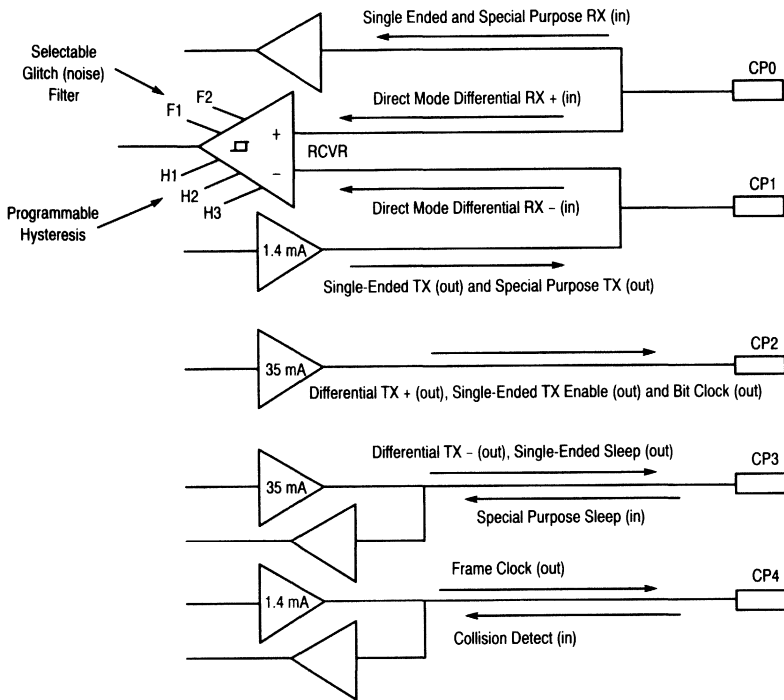 Single Ended and Special Purpose RX (in)
Selectable
Glitch (noise)
Filter
CP0
F2
F1
Direct Mode Differential RX + (in)
+
RCVR
−
H1
H2
H3
CP1
Programmable
Hysteresis
Direct Mode Differential RX − (in)
1.4 mA
Single-Ended TX (out) and Special Purpose TX (out)
CP2
35 mA
Differential TX + (out), Single-Ended TX Enable (out) and Bit Clock (out)
Differential TX − (out), Single-Ended Sleep (out)
CP3
35 mA
Special Purpose Sleep (in)
Frame Clock (out)
CP4
1.4 mA
Collision Detect (in)